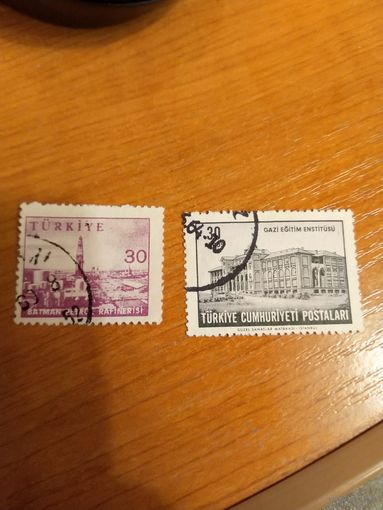 TÜRKİYE
30
BATMAN PETROL RAFİNERİSİ
30
GAZİ EĞİTİM ENSTİTÜSÜ
TÜRKİYE CUMHURİYETİ POSTALARI
GÜZEL SANATLAR MATBAASI - İSTANBUL